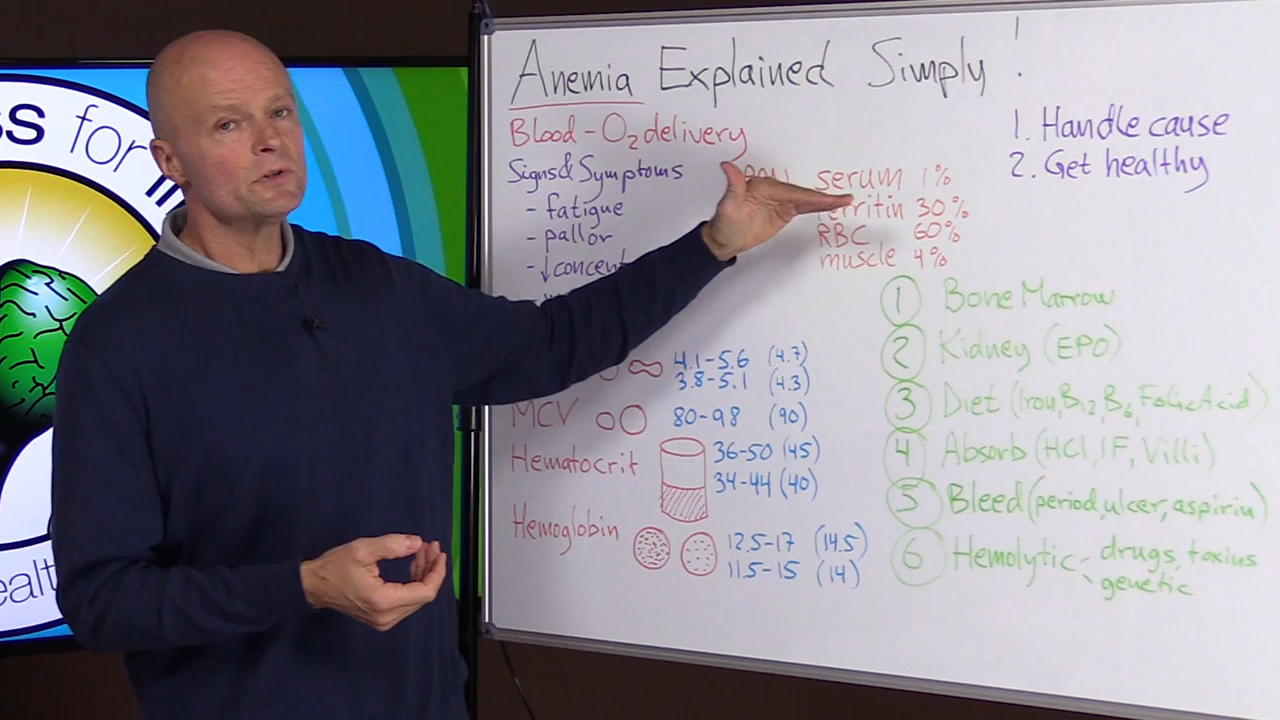 ss for
ealt
Anemia Explained Simply!
Blood - O2 delivery
Signs & Symptoms
- fatigue
- pallor
- ↓concent
serum 1%
ferritin 30%
RBC 60%
muscle 4%
1. Handle cause
2. Get healthy
4.1-5.6 (4.7)
3.8-5.1 (4.3)
MCV 80-98 (90)
Hematocrit 36-50 (45)
34-44 (40)
Hemoglobin 12.5-17 (14.5)
11.5-15 (14)
1 Bone Marrow
2 Kidney (EPO)
3 Diet (Iron, B12, B6, Folic Acid)
4 Absorb (HCl, IF, Villi)
5 Bleed (period, ulcer, aspirin)
6 Hemolytic - drugs, toxins
- genetic